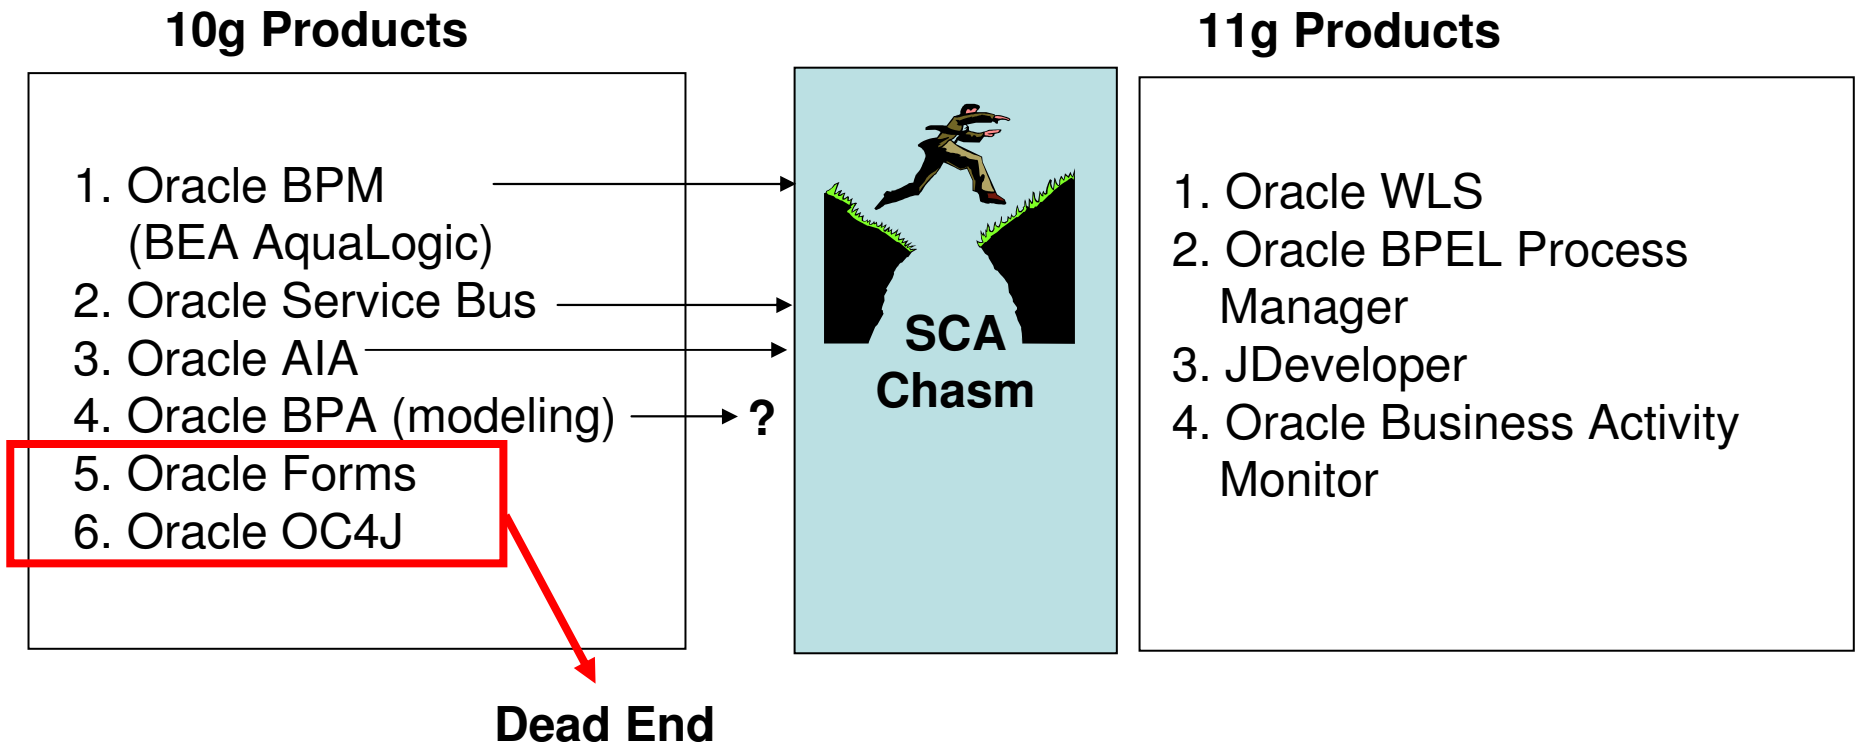 10g Products
1. Oracle BPM
(BEA AquaLogic)
2. Oracle Service Bus
3. Oracle AIA
4. Oracle BPA (modeling)
?
5. Oracle Forms
6. Oracle OC4J
Dead End
SCA
Chasm
11g Products
1. Oracle WLS
2. Oracle BPEL Process
Manager
3. JDeveloper
4. Oracle Business Activity
Monitor